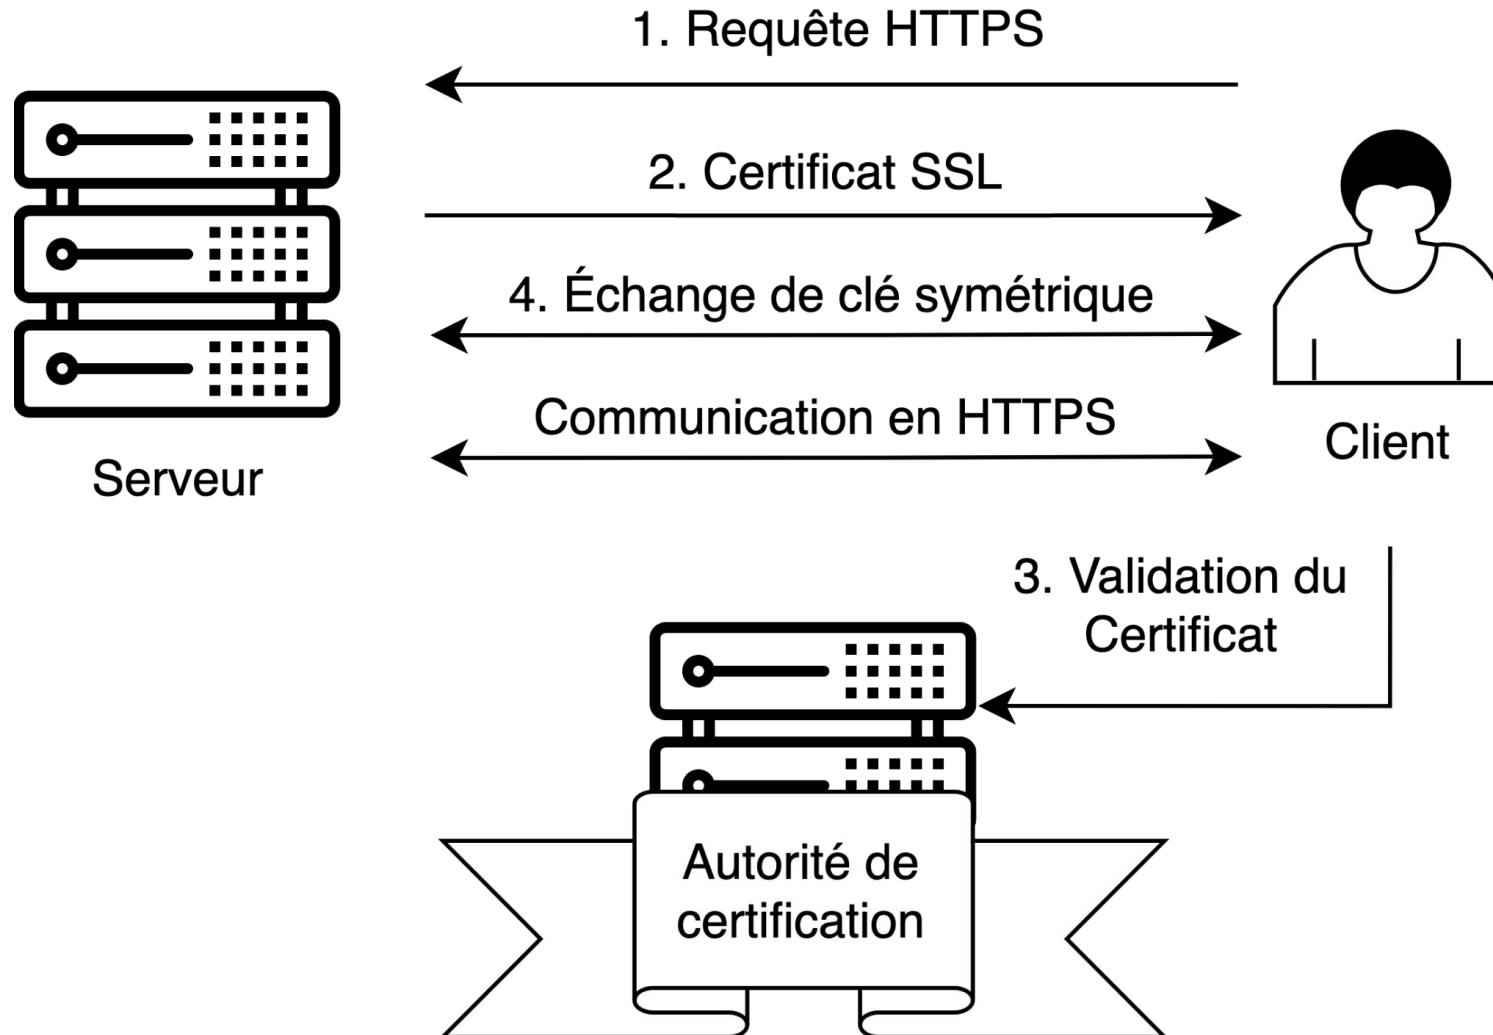 1. Requête HTTPS
2. Certificat SSL
4. Échange de clé symétrique
Communication en HTTPS
Client
Serveur
3. Validation du
Certificat
Autorité de
certification